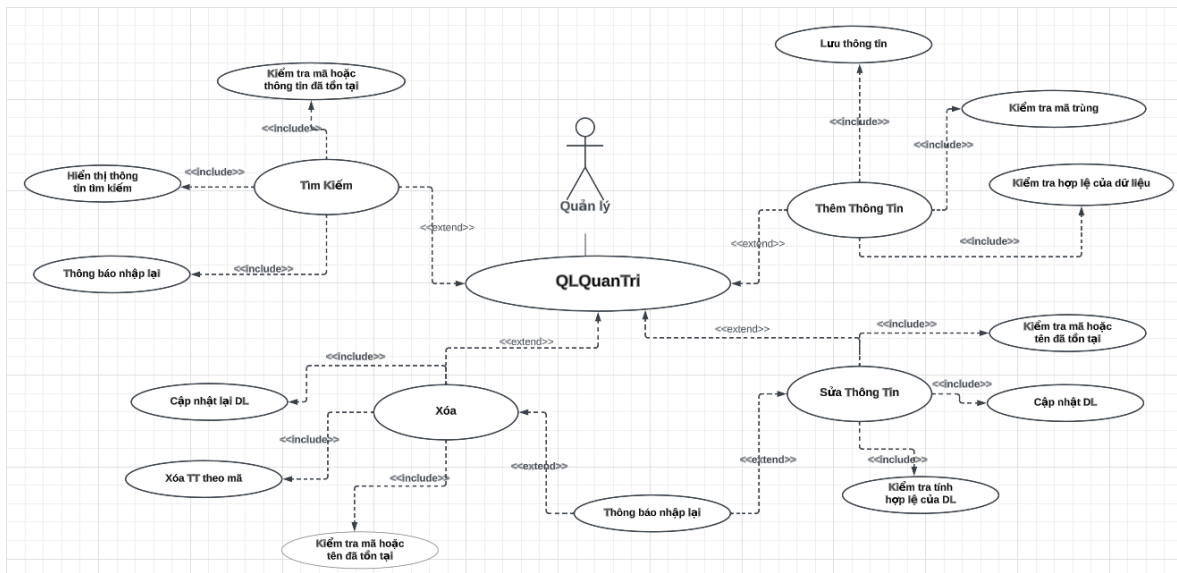 Lưu thông tin
Kiểm tra mã hoặc
thông tin đã tồn tại
Kiểm tra mã trùng
<<include>>
<<include>>
<<include>>
Hiển thị thông
tin tìm kiếm
<<include>>
Tìm Kiếm
Kiểm tra hợp lệ của dữ liệu
Quản lý
Thêm Thông Tin
<<extend>>
<<extend>>
<<include>>
Thông báo nhập lại
<<include>>
QLQuanTri
<<extend>>
<<include>>
Kiểm tra mã hoặc
tên đã tồn tại
<<extend>>
<<include>>
Cập nhật lại DL
Xóa
Sửa Thông Tin
<<include>>
Cập nhật DL
<<include>>
<<extend>>
<<extend>>
<<include>>
Xóa TT theo mã
<<include>>
Kiểm tra tính
hợp lệ của DL
Thông báo nhập lại
Kiểm tra mã hoặc
tên đã tồn tại